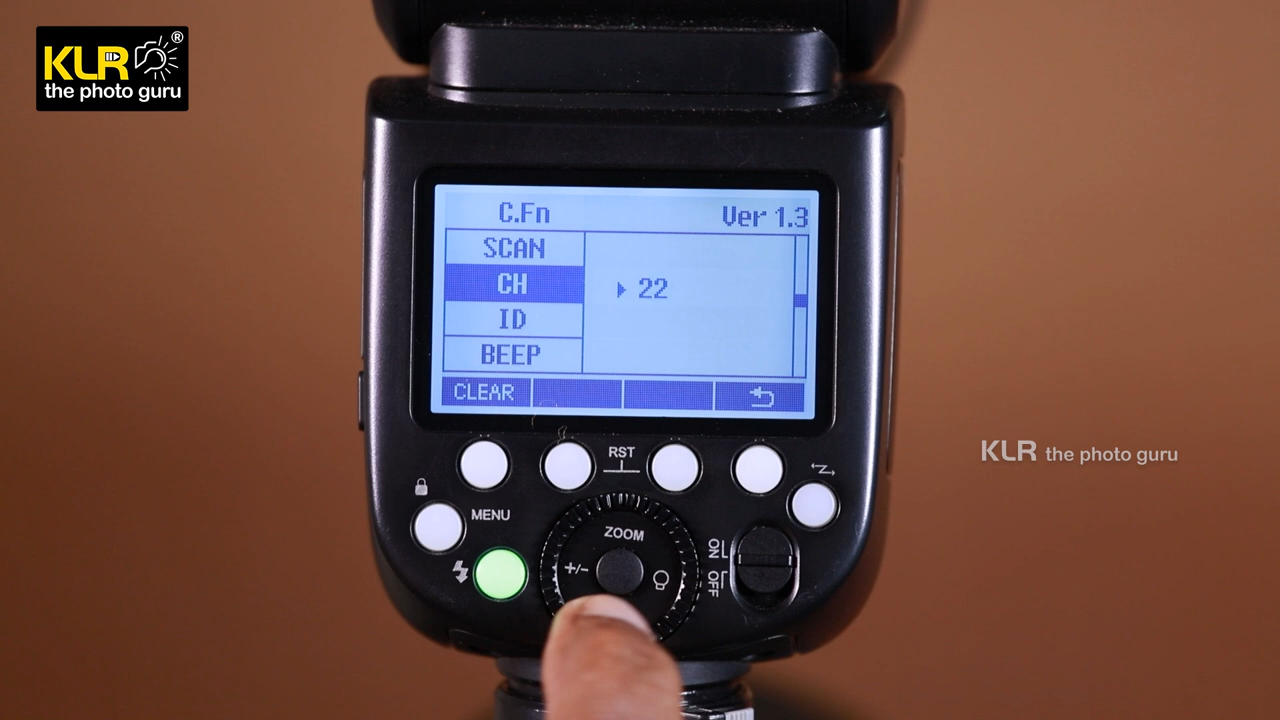 KLR ®
the photo guru
C.Fn Ver 1.3
SCAN
CH 22
ID
BEEP
CLEAR
RST
MENU
ZOOM
+/-
ON
OFF
KLR the photo guru